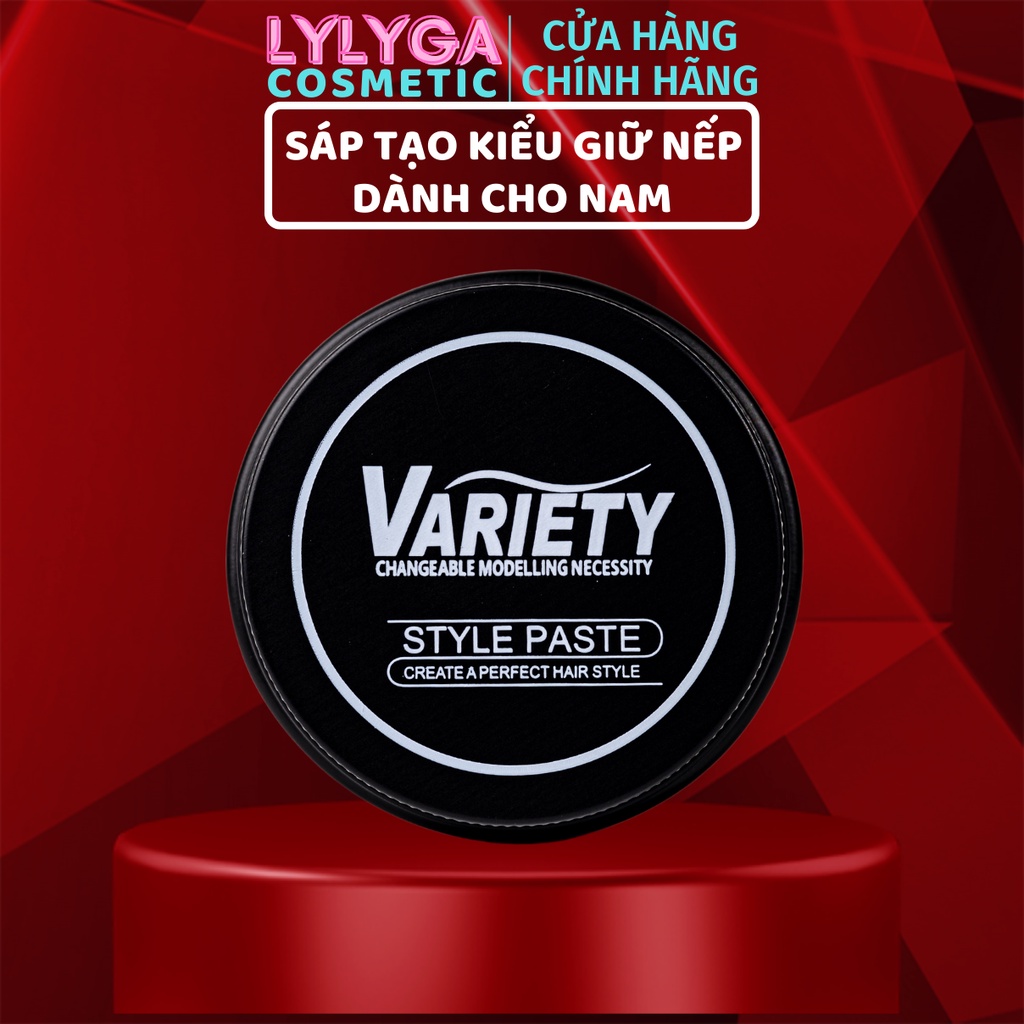 LYLYGA
COSMETIC
CỬA HÀNG
CHÍNH HÃNG
SÁP TẠO KIỂU GIỮ NẾP
DÀNH CHO NAM
VARIETY
CHANGEABLE MODELLING NECESSITY
STYLE PASTE
CREATE A PERFECT HAIR STYLE